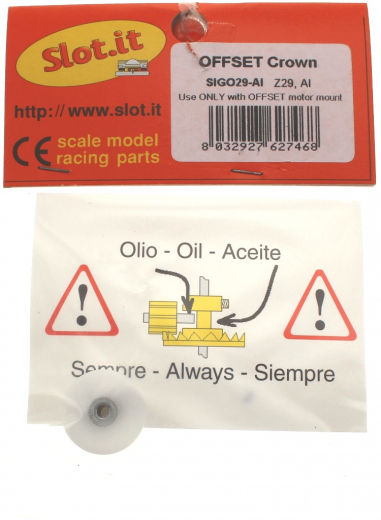 Slot.it
http://www.slot.it
CE scale model
racing parts
OFFSET Crown
SIGO29-Al Z29, Al
Use ONLY with OFFSET motor mount
8 032927 627468
Olio - Oil - Aceite
!
!
Sempre - Always - Siempre